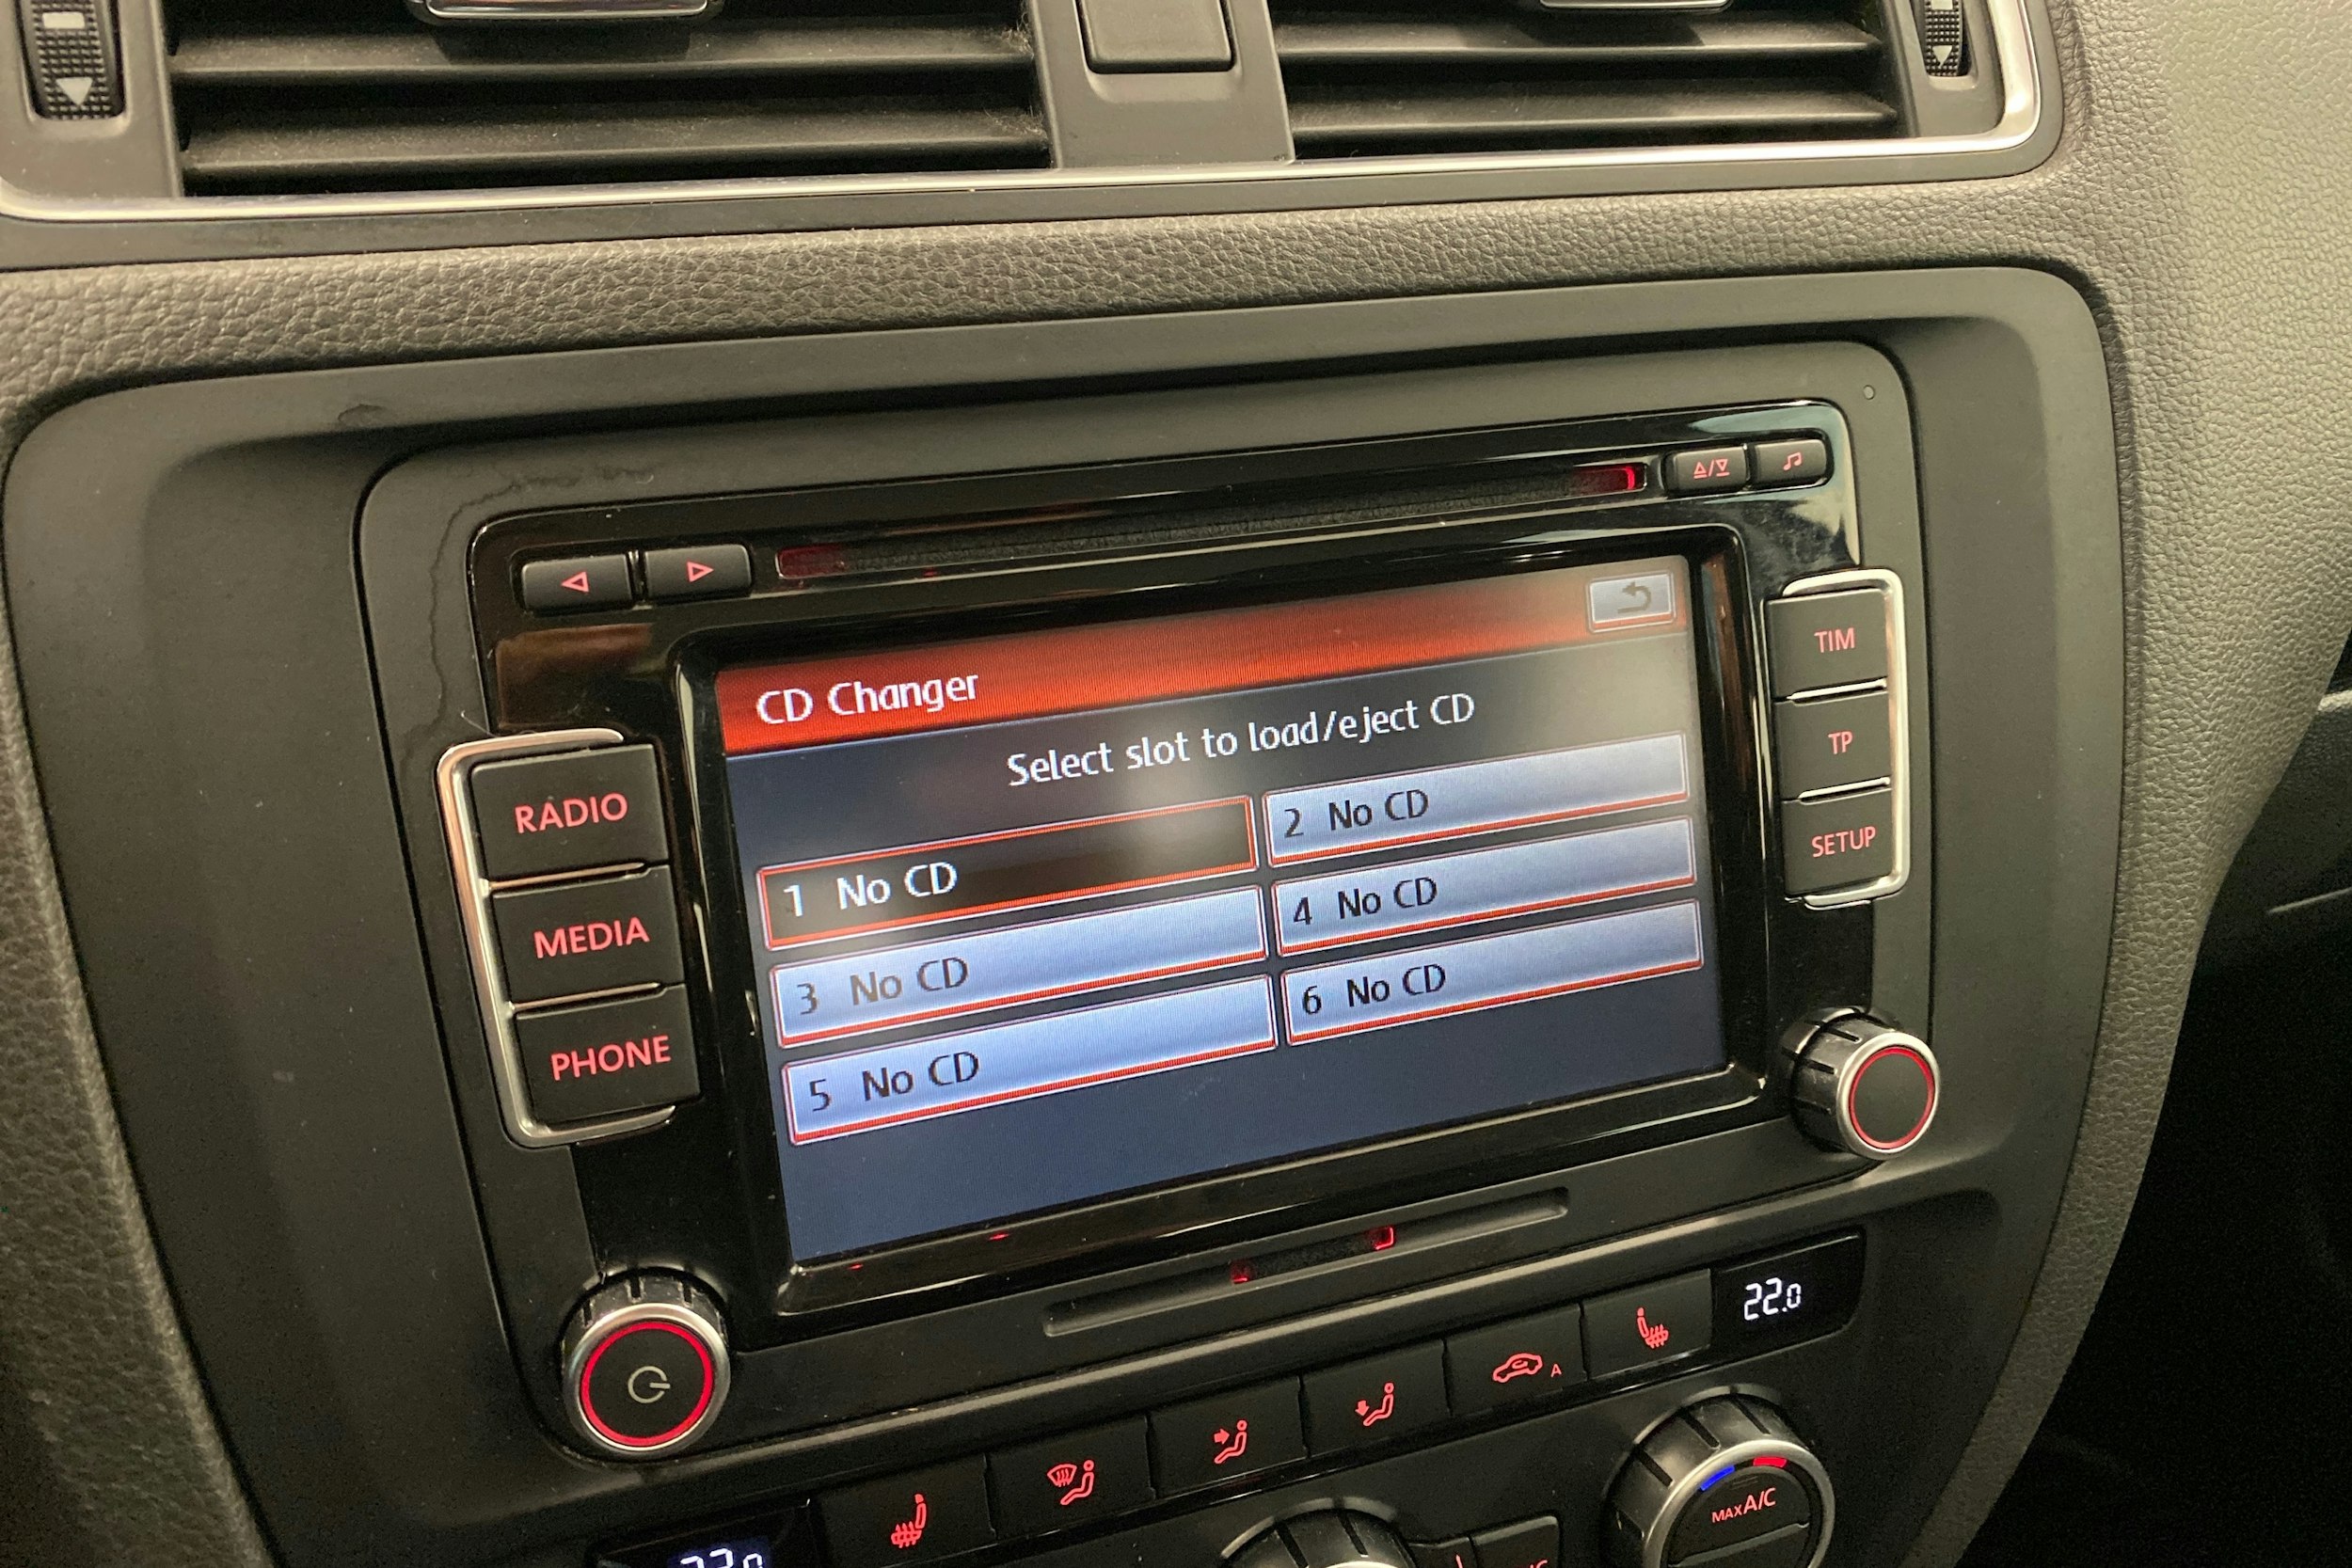 CD Changer
Select slot to load/eject CD
1 No CD
2 No CD
3 No CD
4 No CD
5 No CD
6 No CD
RADIO
MEDIA
PHONE
TIM
TP
SETUP
22.0
A
MAX A/C